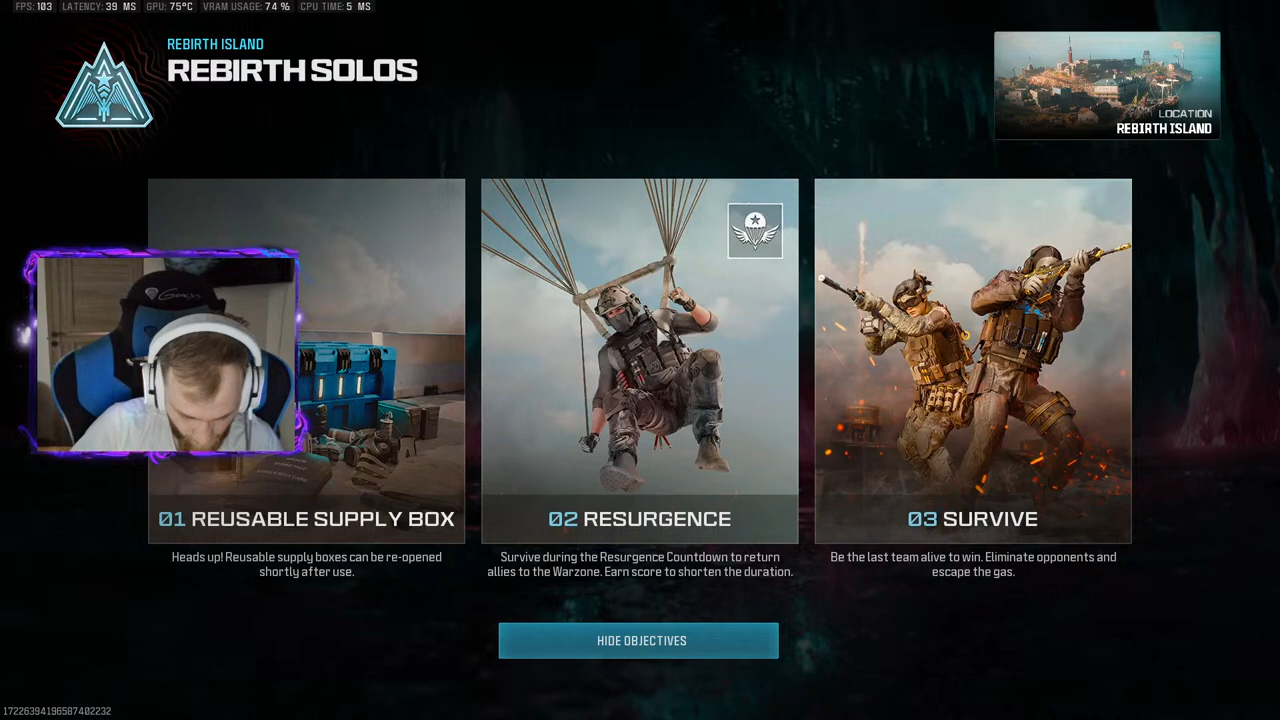 FPS: 103 LATENCY: 39 MS GPU: 75°C VRAM USAGE: 74 % CPU TIME: 5 MS
REBIRTH ISLAND
REBIRTH SOLOS
LOCATION
REBIRTH ISLAND
Genesis
01 REUSABLE SUPPLY BOX
Heads up! Reusable supply boxes can be re-opened
shortly after use.
02 RESURGENCE
Survive during the Resurgence Countdown to return
allies to the Warzone. Earn score to shorten the duration.
03 SURVIVE
Be the last team alive to win. Eliminate opponents and
escape the gas.
HIDE OBJECTIVES
17226394196587402232